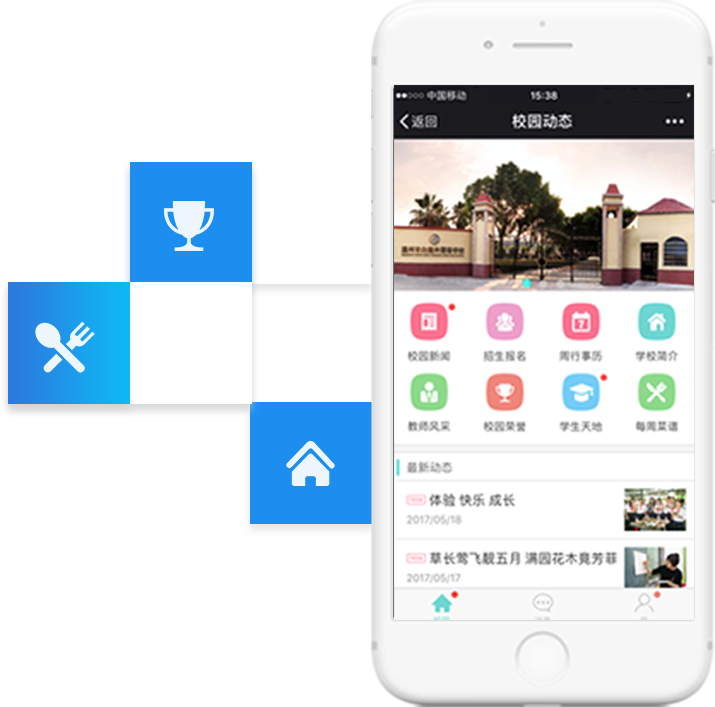 中国移动
15:38
返回
校园动态
校园新闻
招生报名
周行事历
学校简介
7
教师风采
校园荣誉
学生天地
每周菜谱
最新动态
体验 快乐 成长
2017/05/18
草长莺飞靓五月 满园花木竟芳菲
2017/05/17